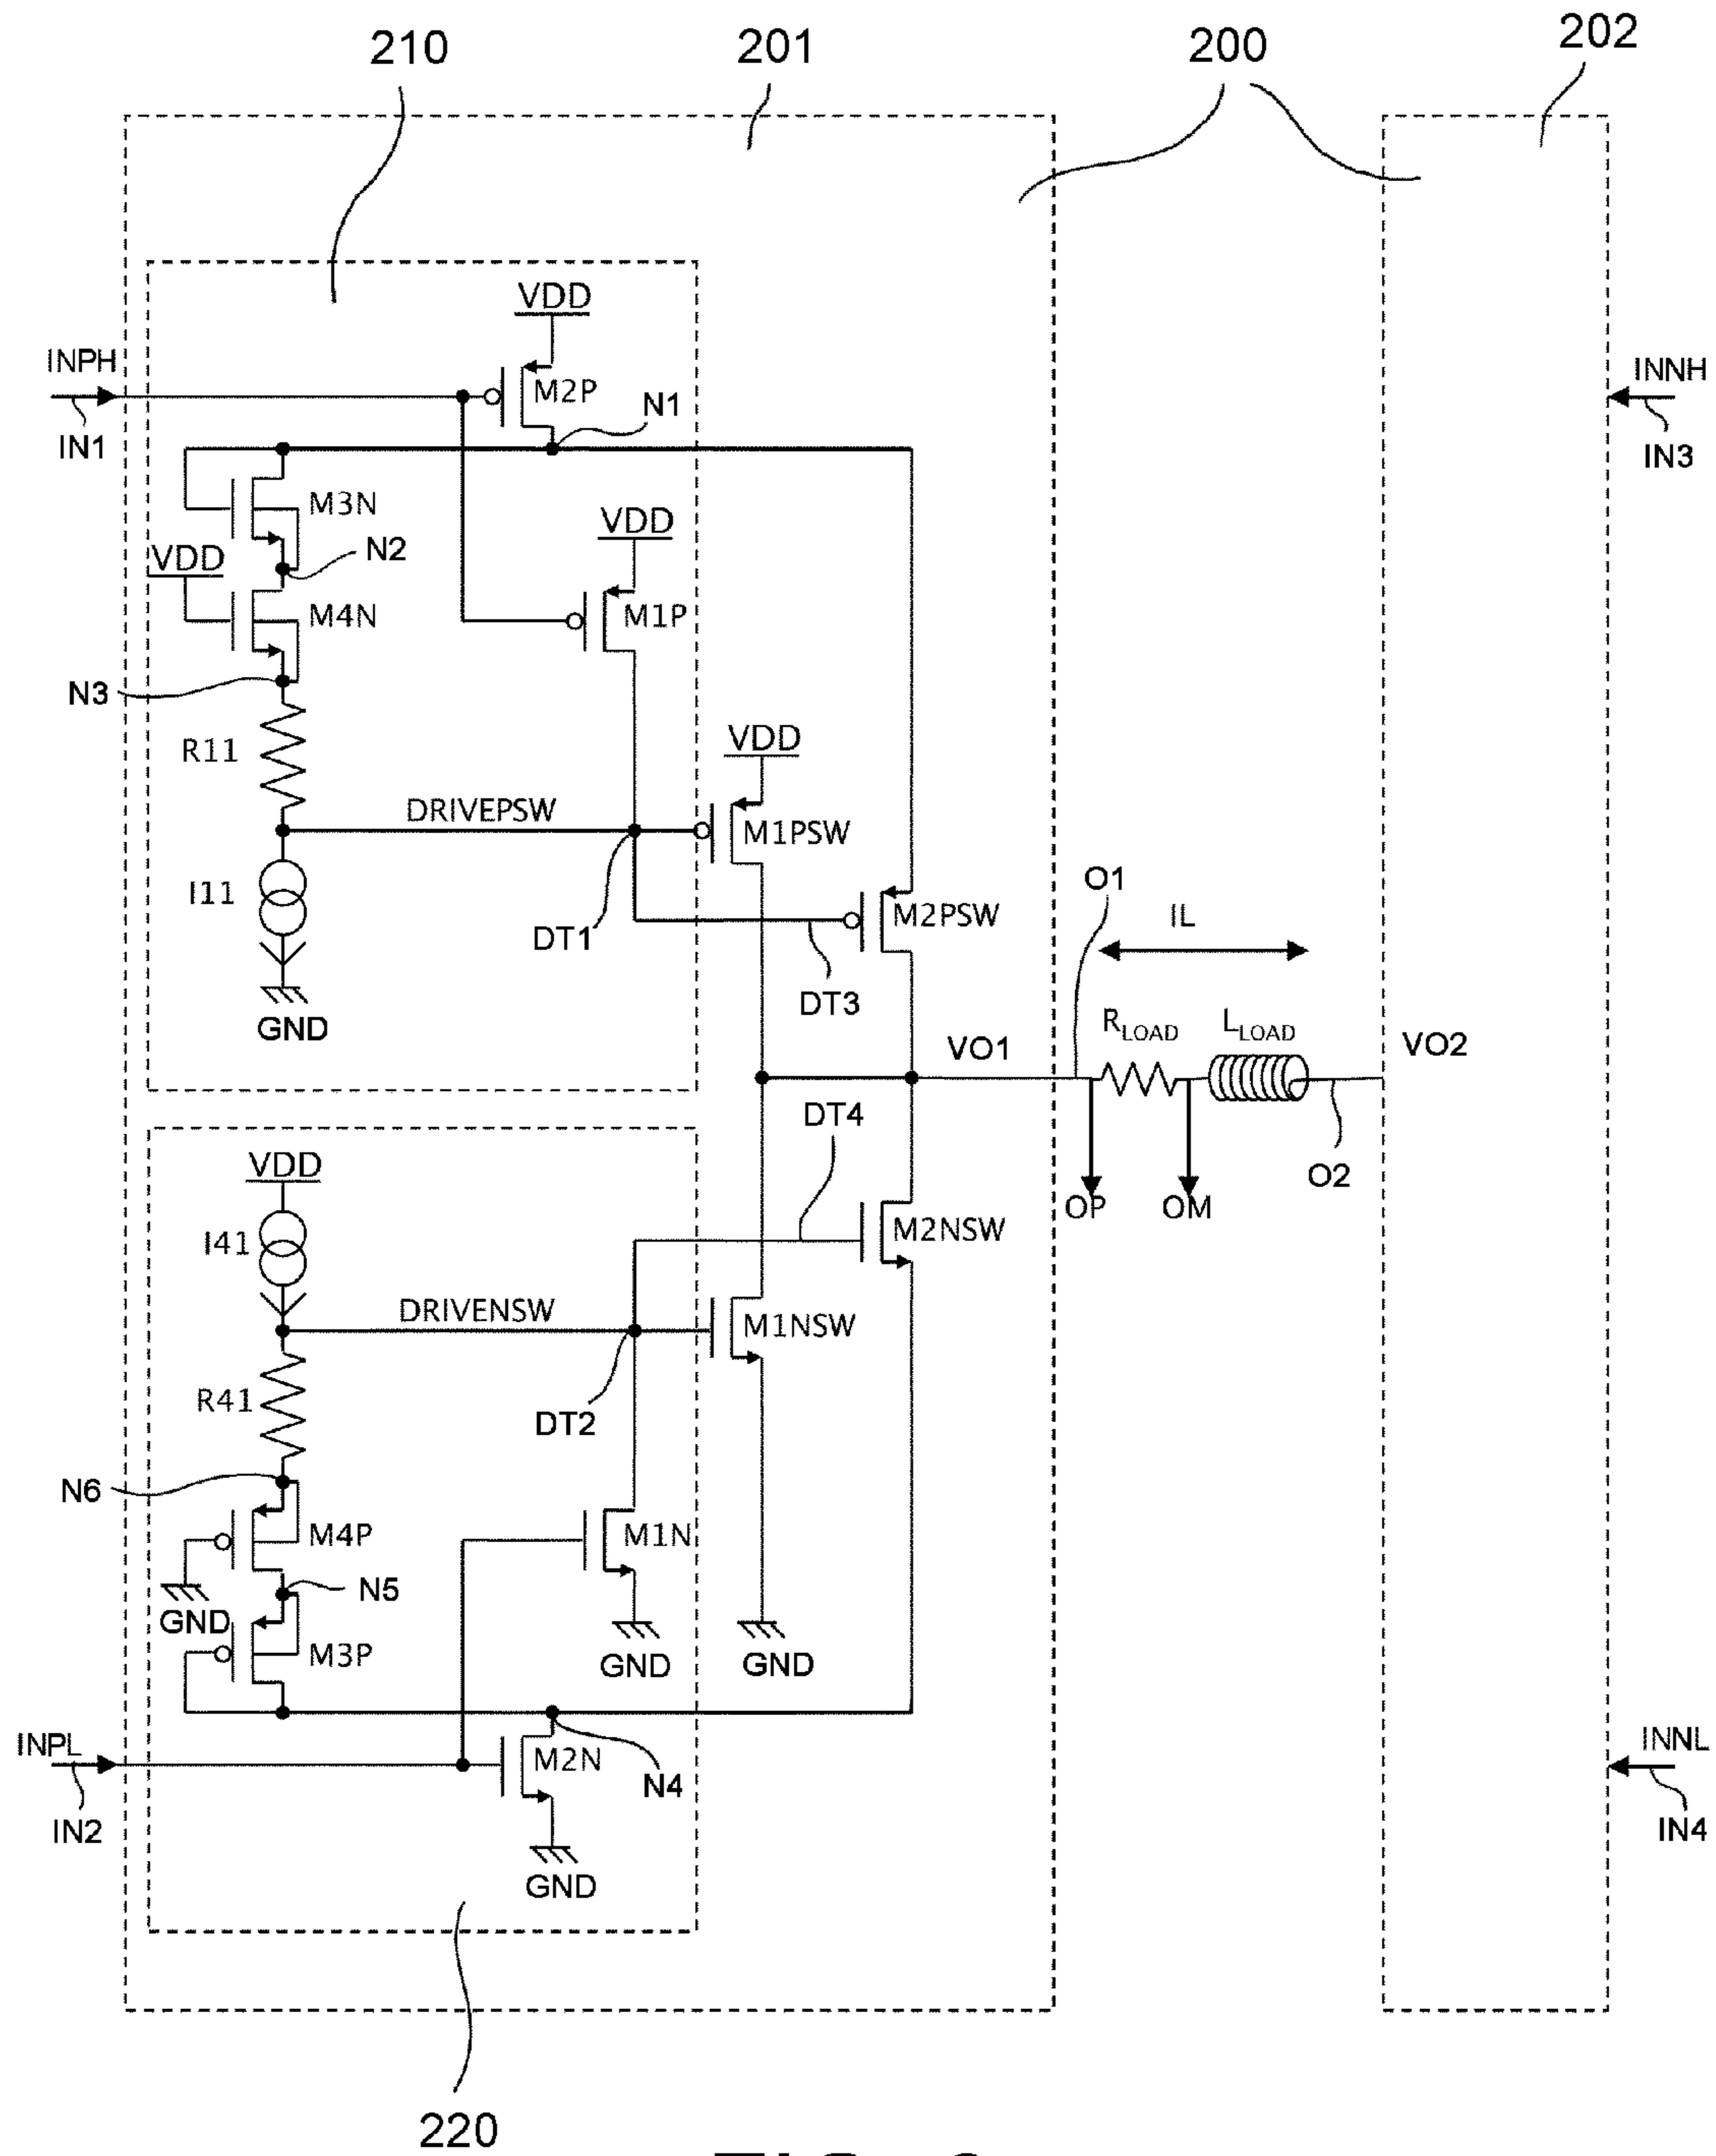 210
201
200
202
VDD
INPH
M2P
N1
INNH
IN1
IN3
M3N
VDD
VDD
N2
M4N
M1P
N3
R11
VDD
DRIVEPSW
M1PSW
I11
O1
IL
M2PSW
DT1
DT3
GND
RLOAD
LLOAD
VO1
VO2
DT4
VDD
O2
I41
OP
OM
M2NSW
DRIVENSW
M1NSW
R41
DT2
N6
M4P
M1N
N5
GND
M3P
GND
GND
INPL
M2N
N4
INNL
IN2
IN4
GND
220